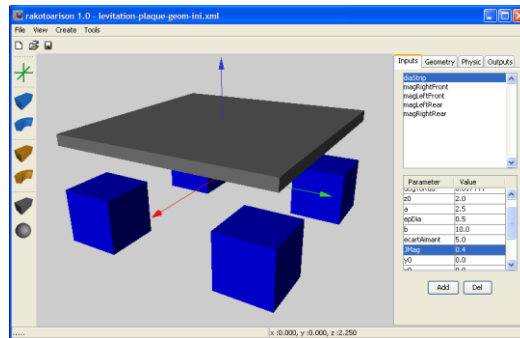 rakotoarison 1.0 - levitation-plaque-geom-ini.xml
File View Create Tools
Inputs Geometry Physic Outputs
diaStrip
magRightFront
magLeftFront
magLeftRear
magRightRear
Parameter Value
z0 2.0
a 2.5
epDia 0.5
b 10.0
ecartAimant 5.0
JMag 0.4
y0 0.0
Add Del
..... x :0.000, y :0.000, z :2.250